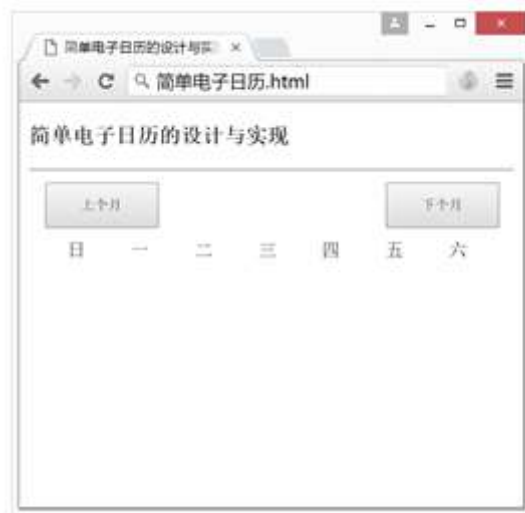 简单电子日历的设计与实
简单电子日历.html
简单电子日历的设计与实现
上个月 下个月
日 一 二 三 四 五 六